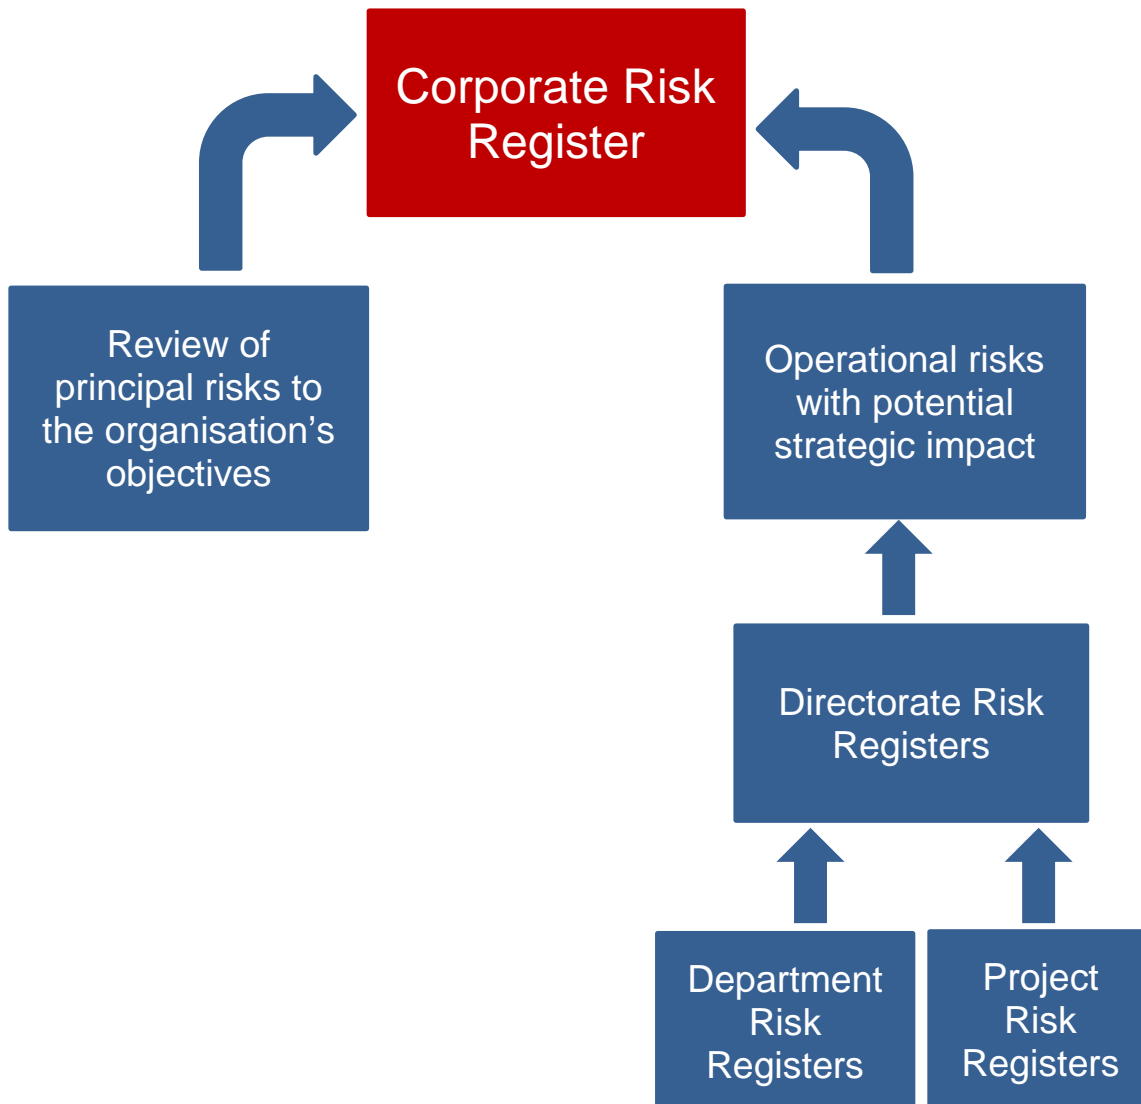 Corporate Risk
Register
Review of
principal risks to
the organisation’s
objectives
Operational risks
with potential
strategic impact
Directorate Risk
Registers
Department
Risk
Registers
Project
Risk
Registers